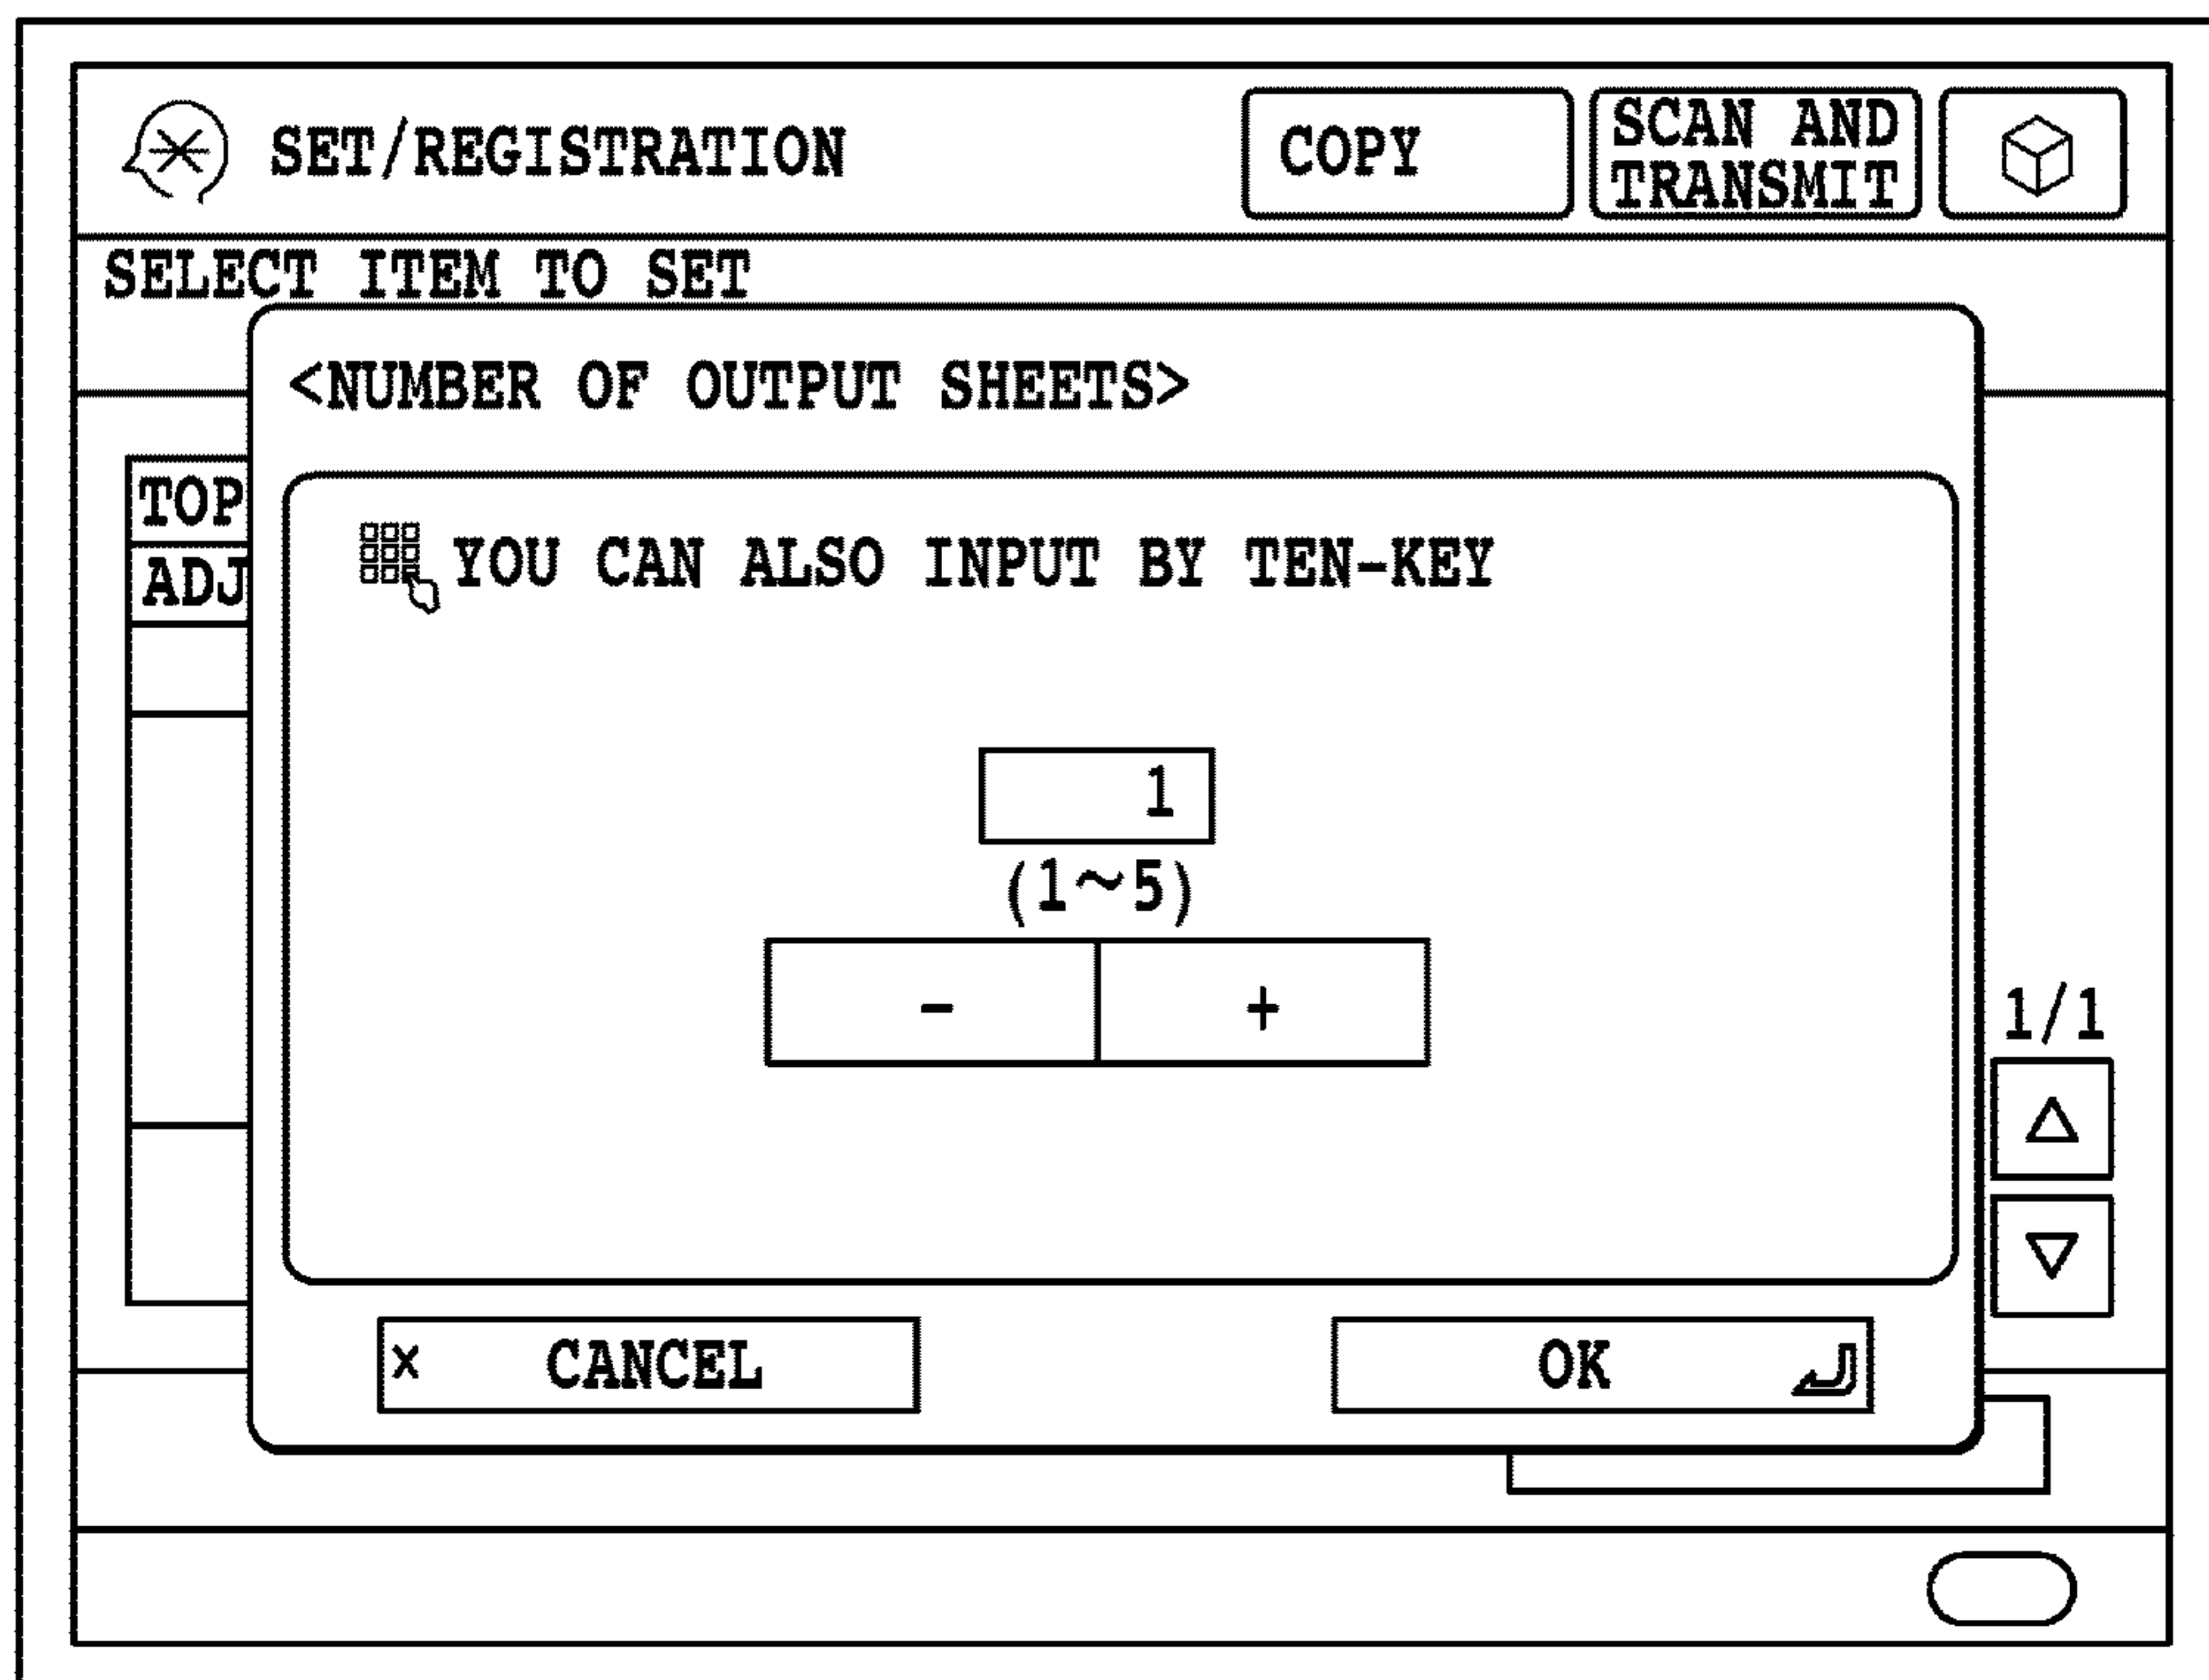 SET/REGISTRATION
COPY
SCAN AND
TRANSMIT
SELECT ITEM TO SET
<NUMBER OF OUTPUT SHEETS>
TOP
YOU CAN ALSO INPUT BY TEN-KEY
ADJ
1
(1~5)
- +
1/1
× CANCEL
OK